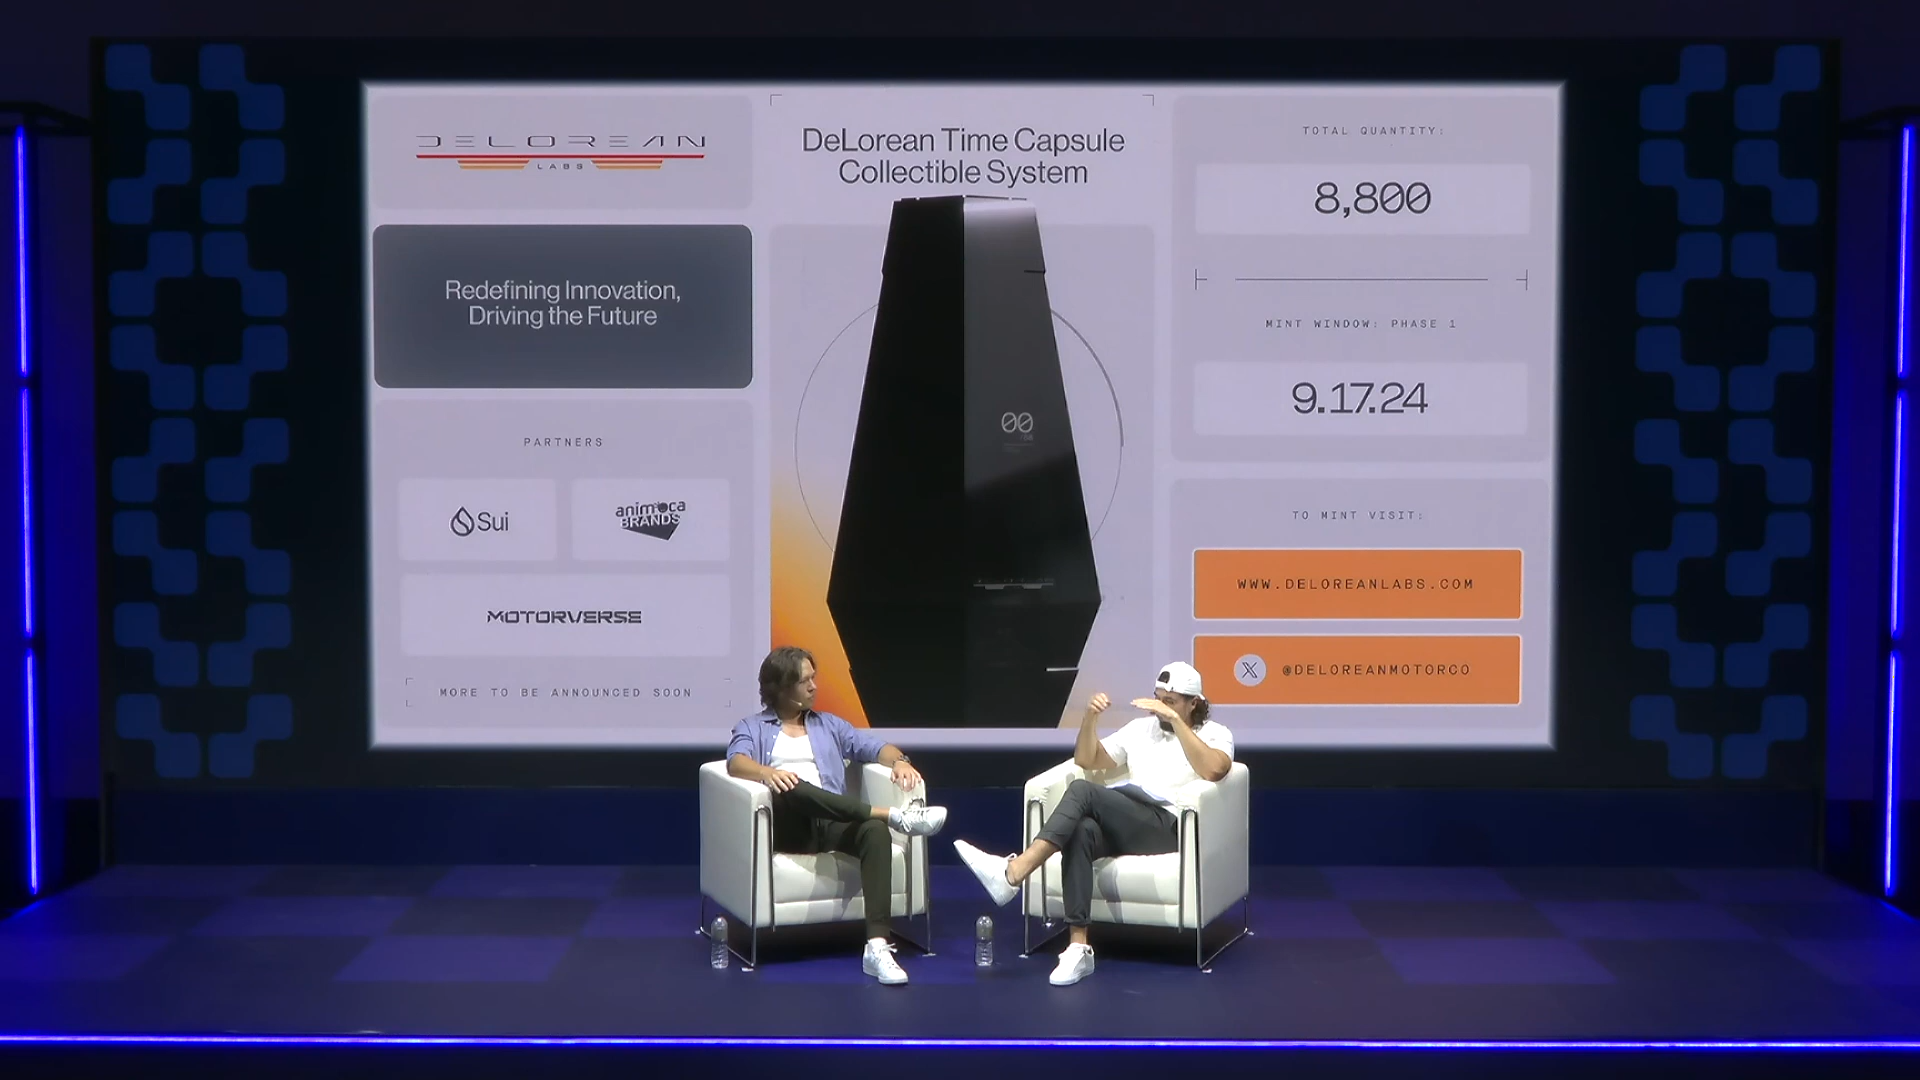 DELOREAN
LABS
Redefining Innovation,
Driving the Future
PARTNERS
Sui
animoca
BRANDS
MOTORVERSE
MORE TO BE ANNOUNCED SOON
DeLorean Time Capsule
Collectible System
00
TOTAL QUANTITY:
8,800
MINT WINDOW: PHASE 1
9.17.24
TO MINT VISIT:
WWW.DELOREANLABS.COM
X @DELOREANMOTORCO